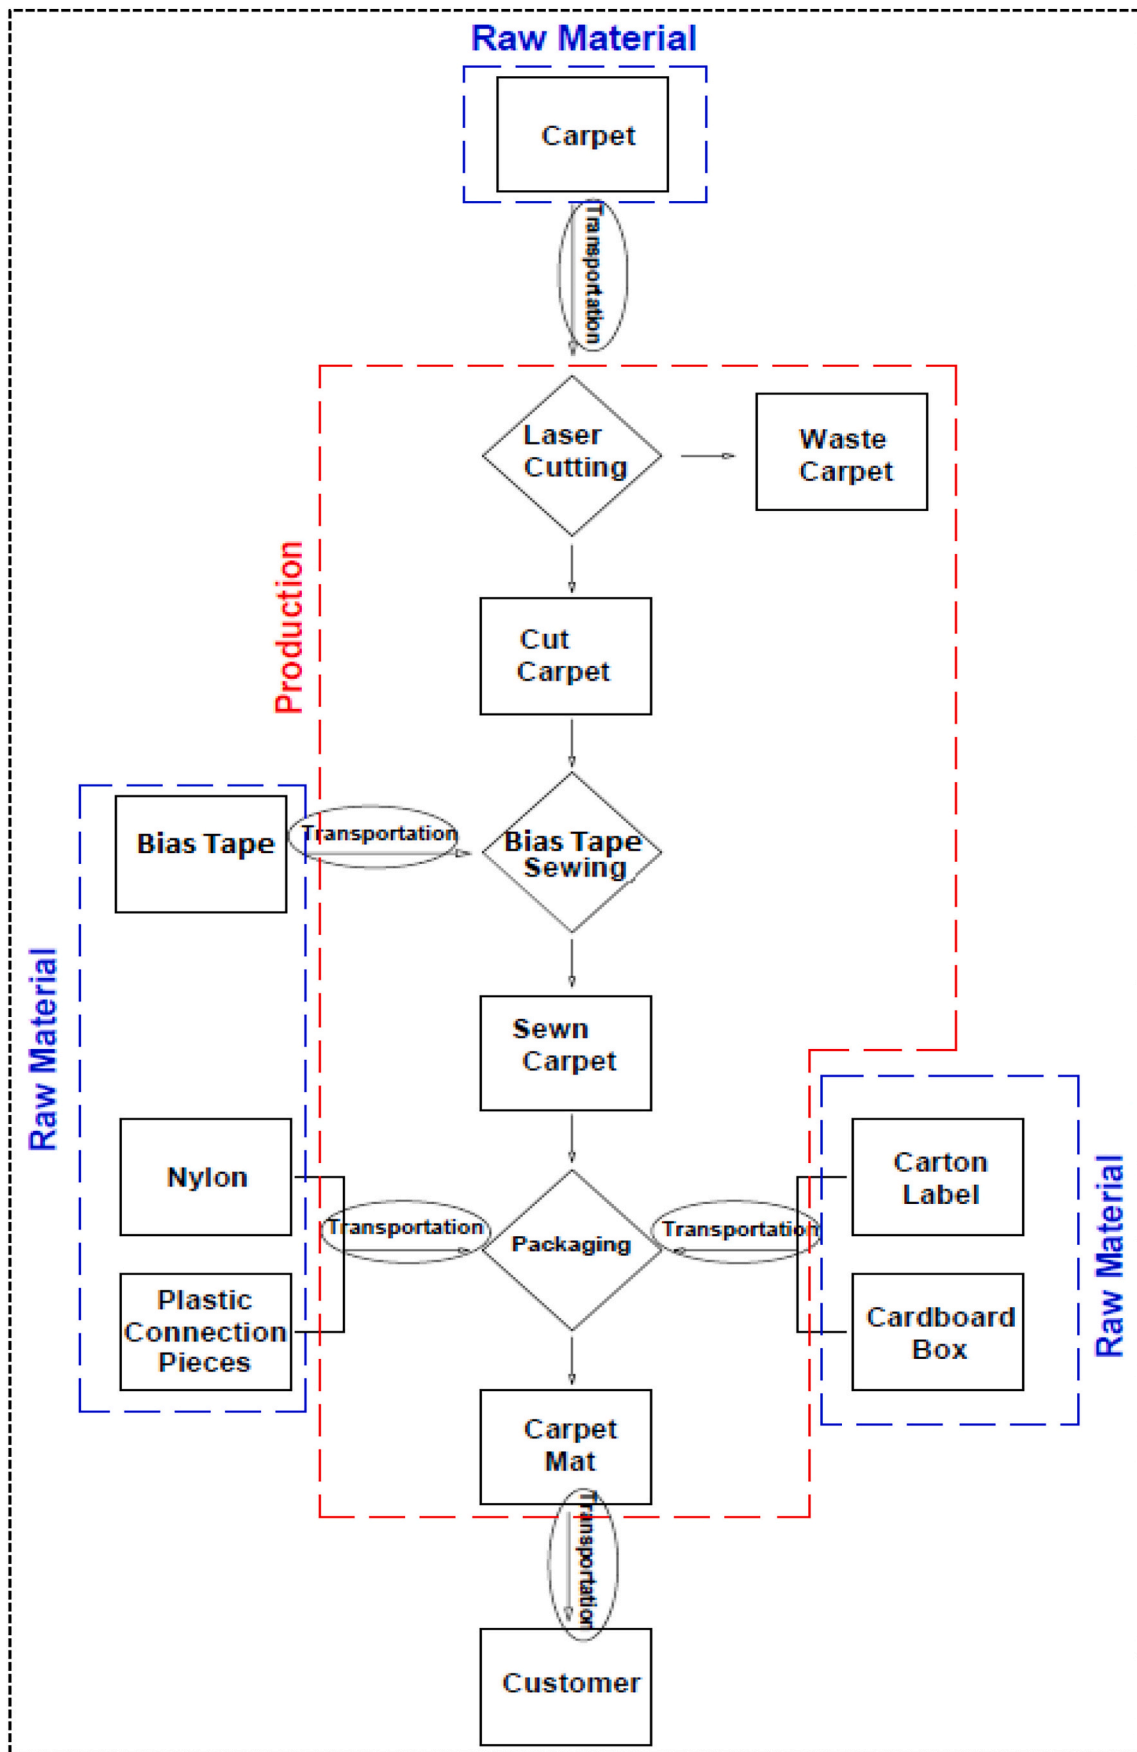 Raw Material
Carpet
Transportation
Laser
Cutting
Waste
Carpet
Production
Cut
Carpet
Bias Tape
Transportation
Bias Tape
Sewing
Raw Material
Sewn
Carpet
Nylon
Transportation
Plastic
Connection
Pieces
Packaging
Transportation
Carton
Label
Cardboard
Box
Raw Material
Carpet
Mat
Transportation
Customer